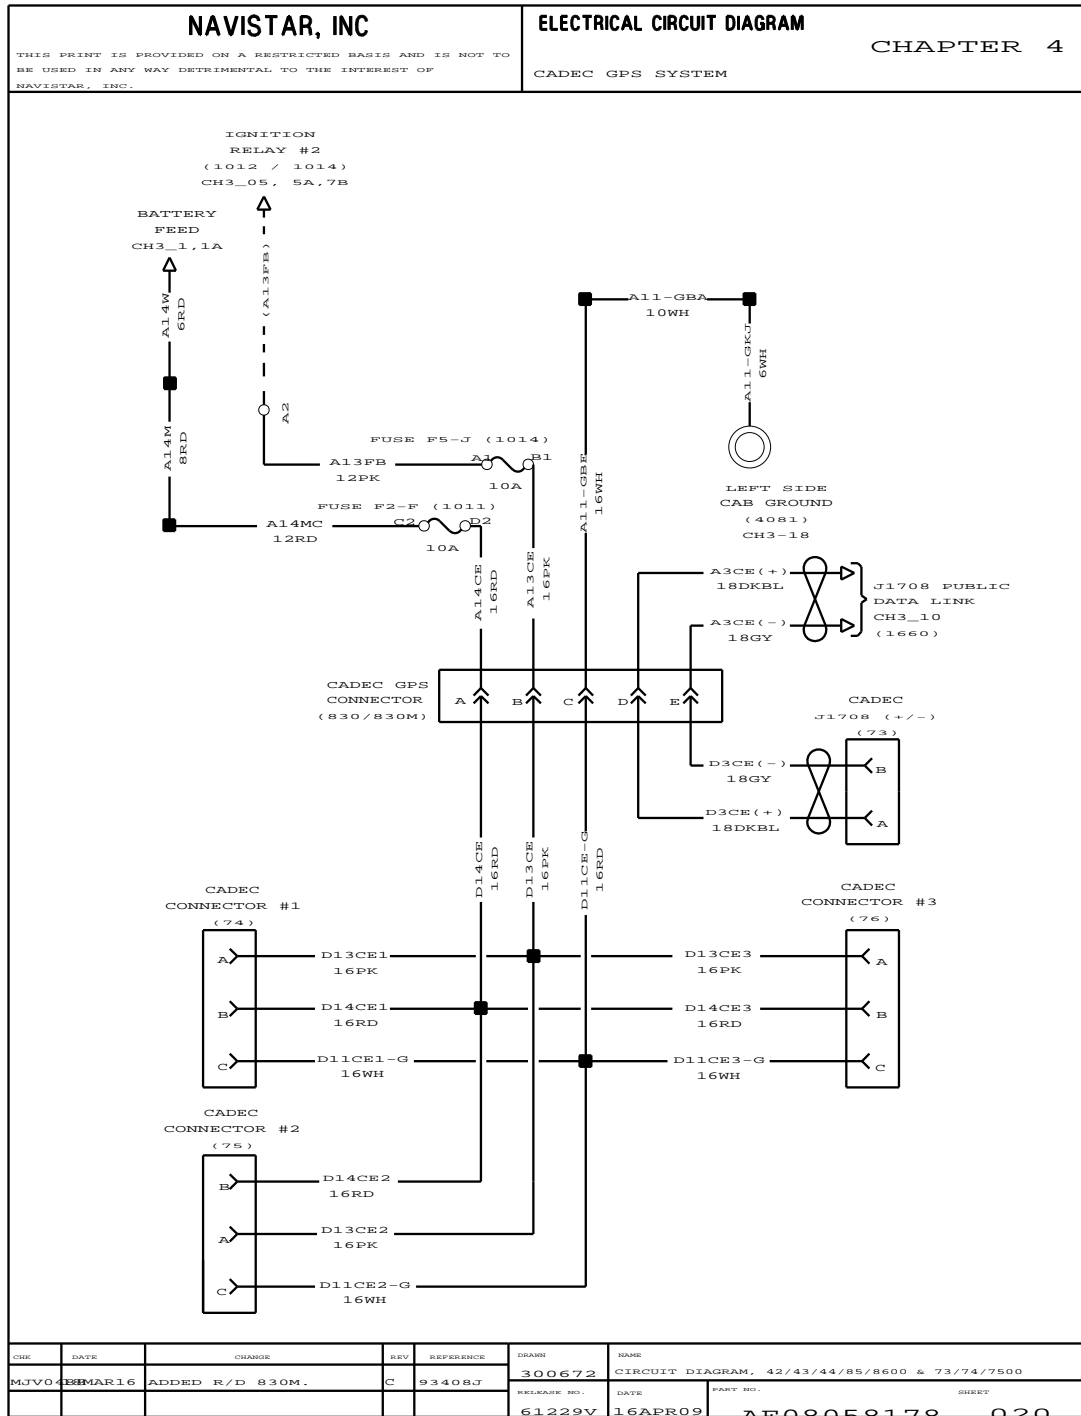 NAVISTAR, INC
THIS PRINT IS PROVIDED ON A RESTRICTED BASIS AND IS NOT TO
BE USED IN ANY WAY DETRIMENTAL TO THE INTEREST OF
NAVISTAR, INC.
ELECTRICAL CIRCUIT DIAGRAM
CHAPTER 4
CADEC GPS SYSTEM
IGNITION
RELAY #2
(1012 / 1014)
CH3_05, 5A,7B
BATTERY
FEED
CH3_1,1A
(A13FB)
A14W
6RD
A11-GBA
10WH
A11-GKJ
6WH
A2
A14M
8RD
FUSE F5-J (1014)
A13FB
12PK
A1
B1
10A
A11-GBE
16WH
LEFT SIDE
CAB GROUND
(4081)
CH3-18
FUSE F2-F (1011)
A14MC
12RD
C2
D2
10A
A14CE
16RD
A13CE
16PK
A3CE(+)
18DKBL
A3CE(-)
18GY
J1708 PUBLIC
DATA LINK
CH3_10
(1660)
CADEC GPS
CONNECTOR
(830/830M)
A
B
C
D
E
CADEC
J1708 (+/-)
(73)
D3CE(-)
18GY
B
D3CE(+)
18DKBL
A
D14CE
16RD
D13CE
16PK
D11CE-G
16RD
CADEC
CONNECTOR #1
(74)
CADEC
CONNECTOR #3
(76)
A
D13CE1
16PK
D13CE3
16PK
A
B
D14CE1
16RD
D14CE3
16RD
B
C
D11CE1-G
16WH
D11CE3-G
16WH
C
CADEC
CONNECTOR #2
(75)
B
D14CE2
16RD
A
D13CE2
16PK
C
D11CE2-G
16WH
CHK DATE CHANGE REV REFERENCE
ADDED R/D 830M. C 93408J
DRAWN
300672
NAME
CIRCUIT DIAGRAM, 42/43/44/85/8600 & 73/74/7500
RELEASE NO.
61229V
DATE
16APR09
PART NO.
AE08058178
SHEET
020